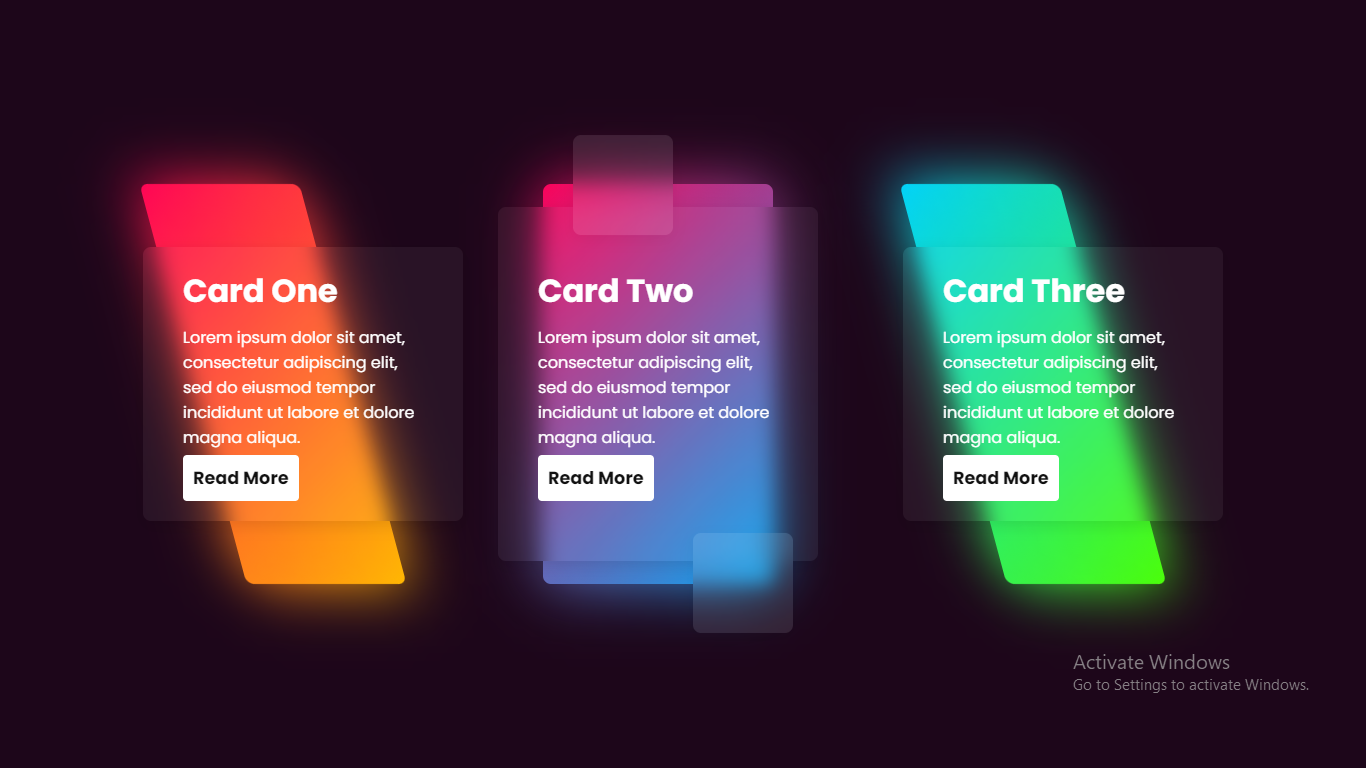 Card One
Lorem ipsum dolor sit amet,
consectetur adipiscing elit,
sed do eiusmod tempor
incididunt ut labore et dolore
magna aliqua.
Read More
Card Two
Lorem ipsum dolor sit amet,
consectetur adipiscing elit,
sed do eiusmod tempor
incididunt ut labore et dolore
magna aliqua.
Read More
Card Three
Lorem ipsum dolor sit amet,
consectetur adipiscing elit,
sed do eiusmod tempor
incididunt ut labore et dolore
magna aliqua.
Read More
Activate Windows
Go to Settings to activate Windows.